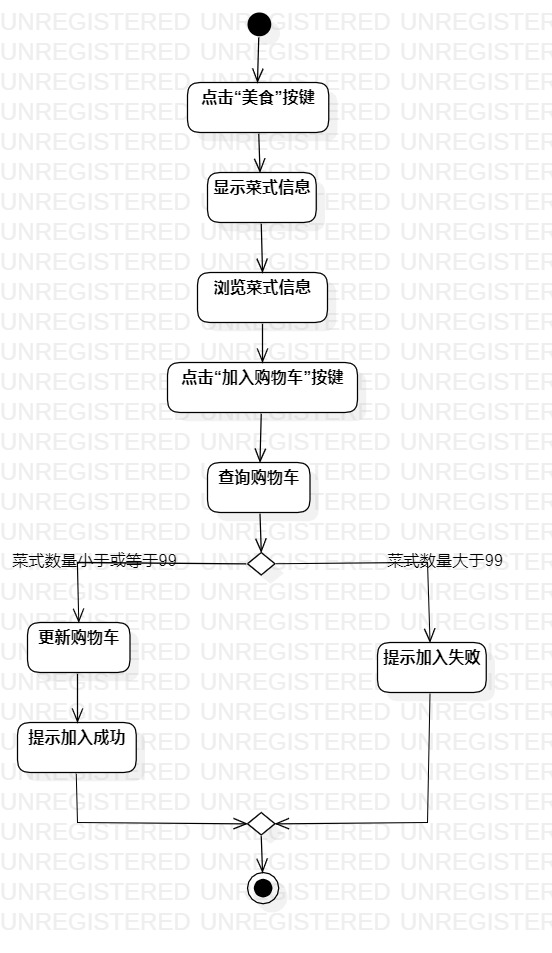 点击“美食”按键
显示菜式信息
浏览菜式信息
点击“加入购物车”按键
查询购物车
菜式数量小于或等于99
菜式数量大于99
更新购物车
提示加入失败
提示加入成功
UNREGISTERED